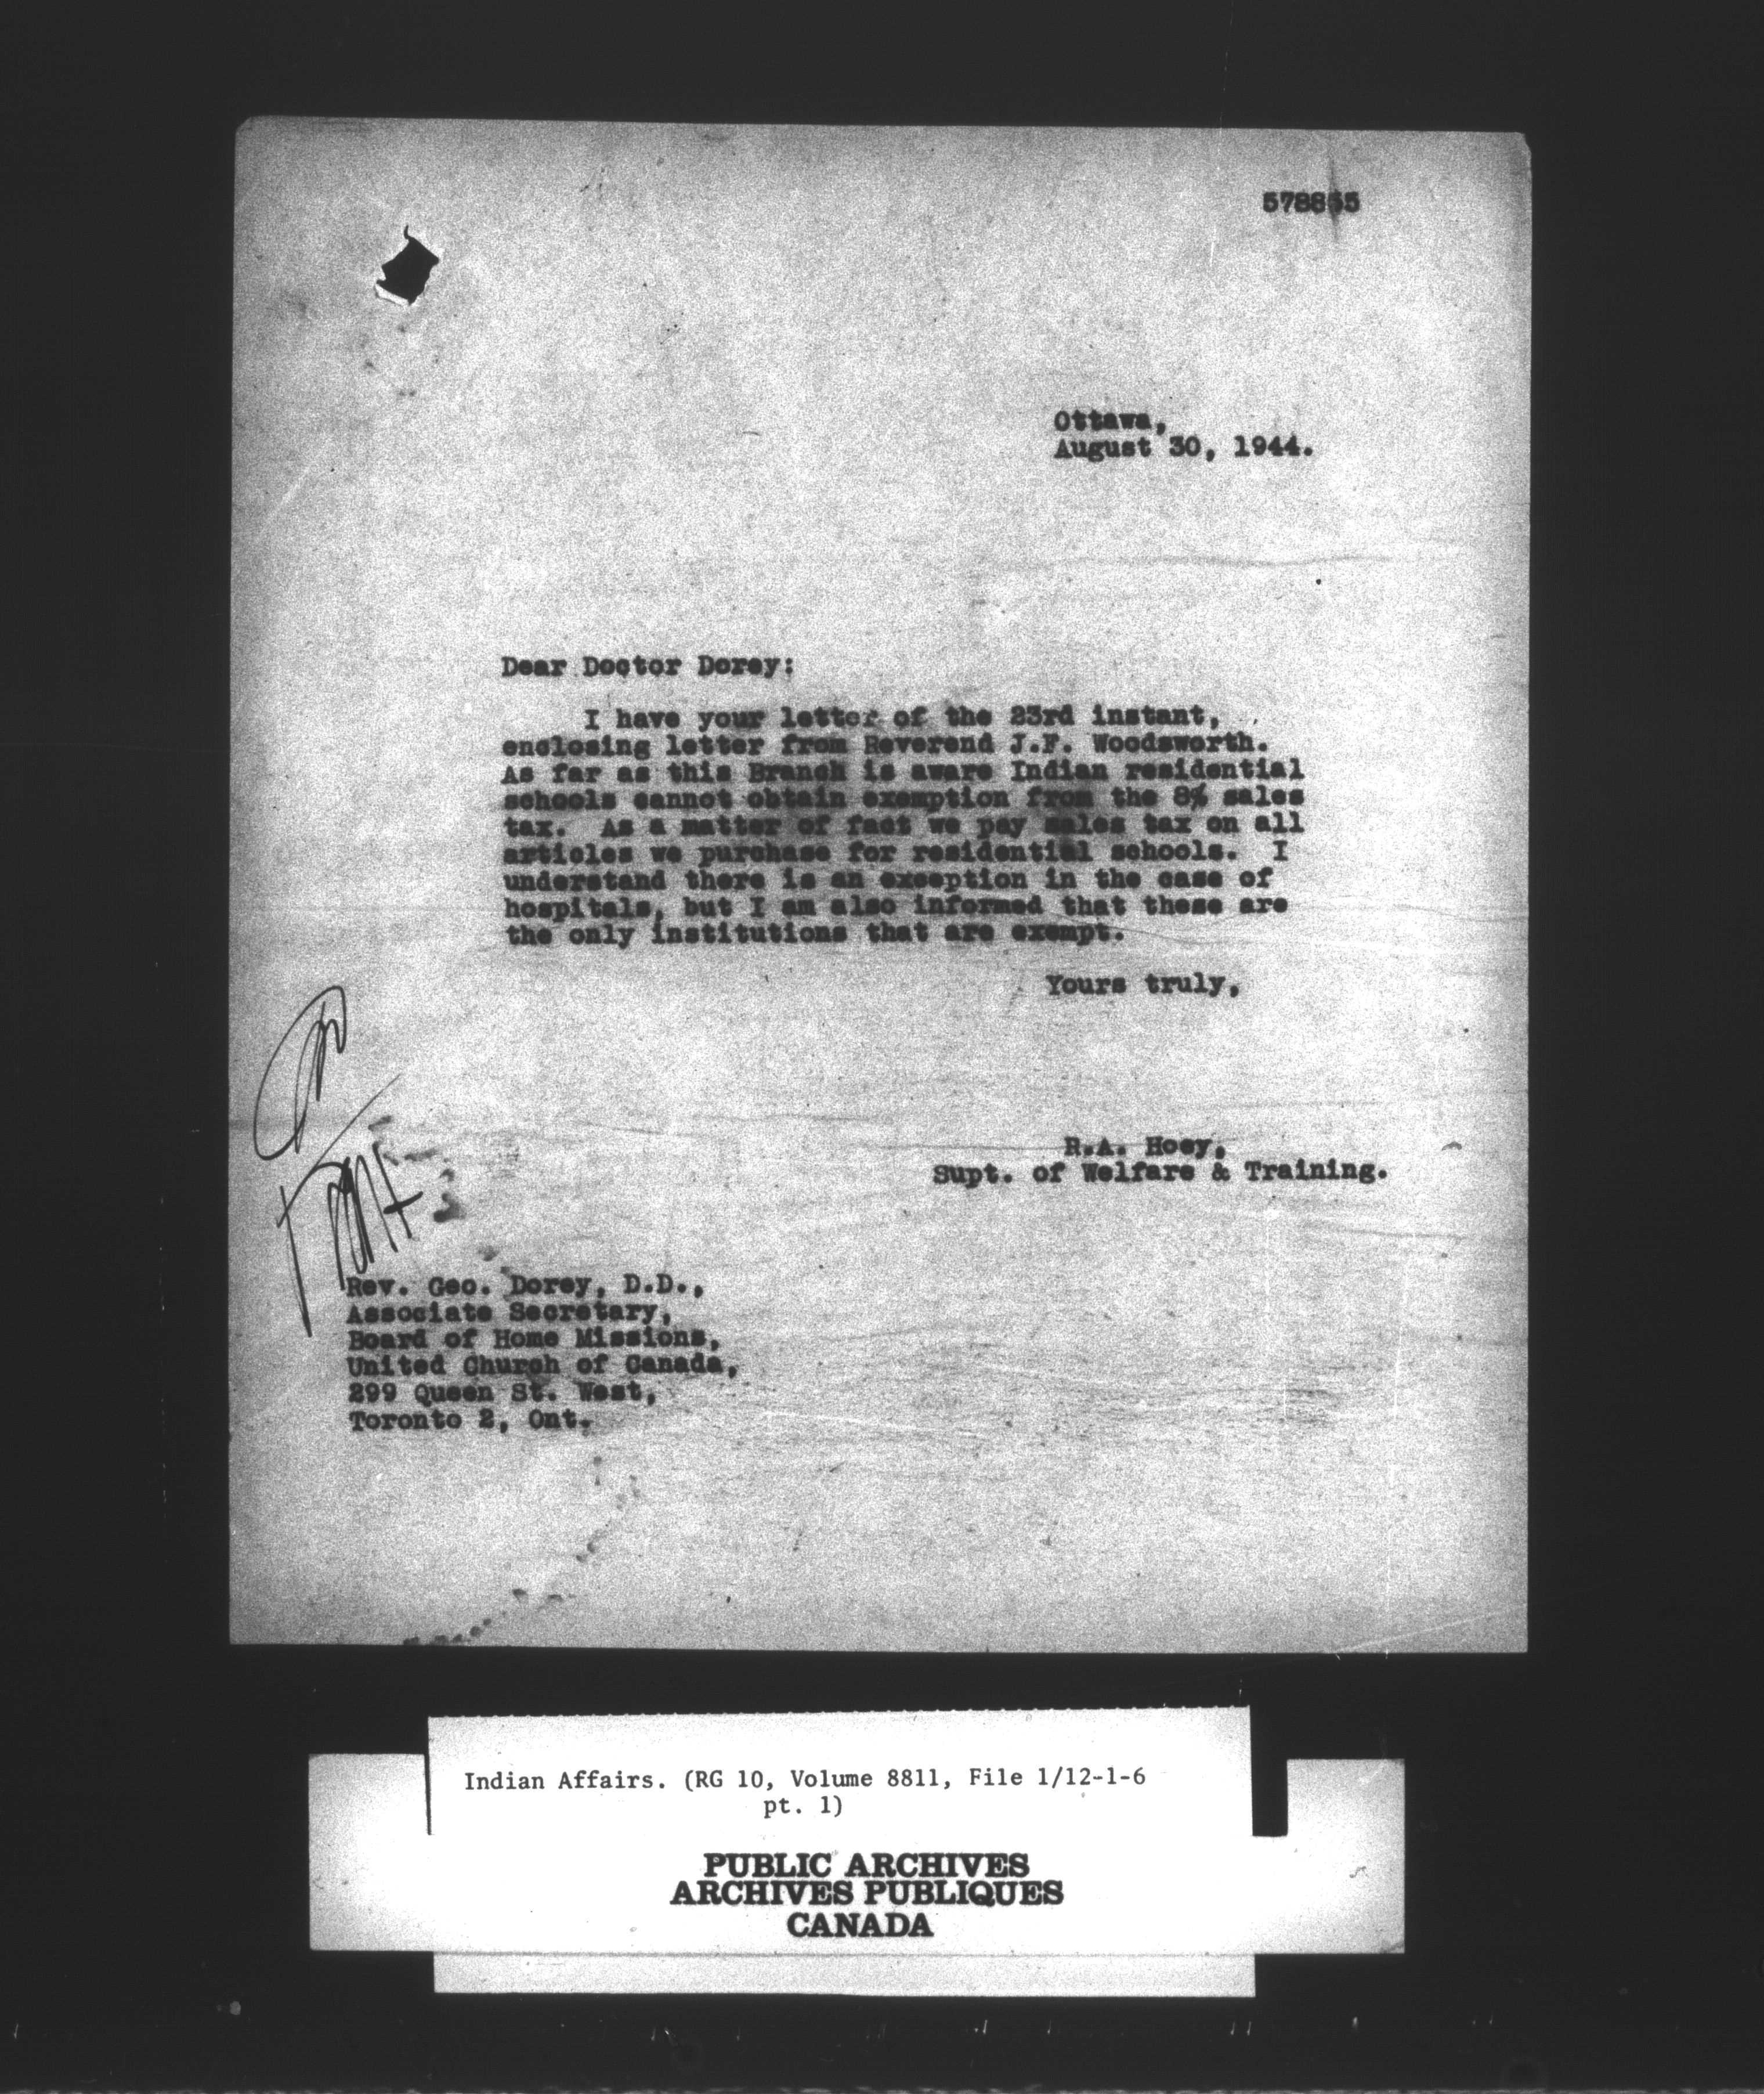 578855
Ottawa,
August 30, 1944.
Dear Doctor Dorey:
I have your letter of the 23rd instant,
enclosing letter from Reverend J.F. Woodsworth.
As far as this Branch is aware Indian residential
schools cannot obtain exemption from the 8% sales
tax. As a matter of fact we pay sales tax on all
articles we purchase for residential schools. I
understand there is an exception in the case of
hospitals, but I am also informed that these are
the only institutions that are exempt.
Yours truly,
R.A. Hoey,
Supt. of Welfare & Training.
Rev. Geo. Dorey, D.D.,
Associate Secretary,
Board of Home Missions,
United Church of Canada,
299 Queen St. West,
Toronto 2, Ont.
Indian Affairs. (RG 10, Volume 8811, File 1/12-1-6
pt. 1)
PUBLIC ARCHIVES
ARCHIVES PUBLIQUES
CANADA